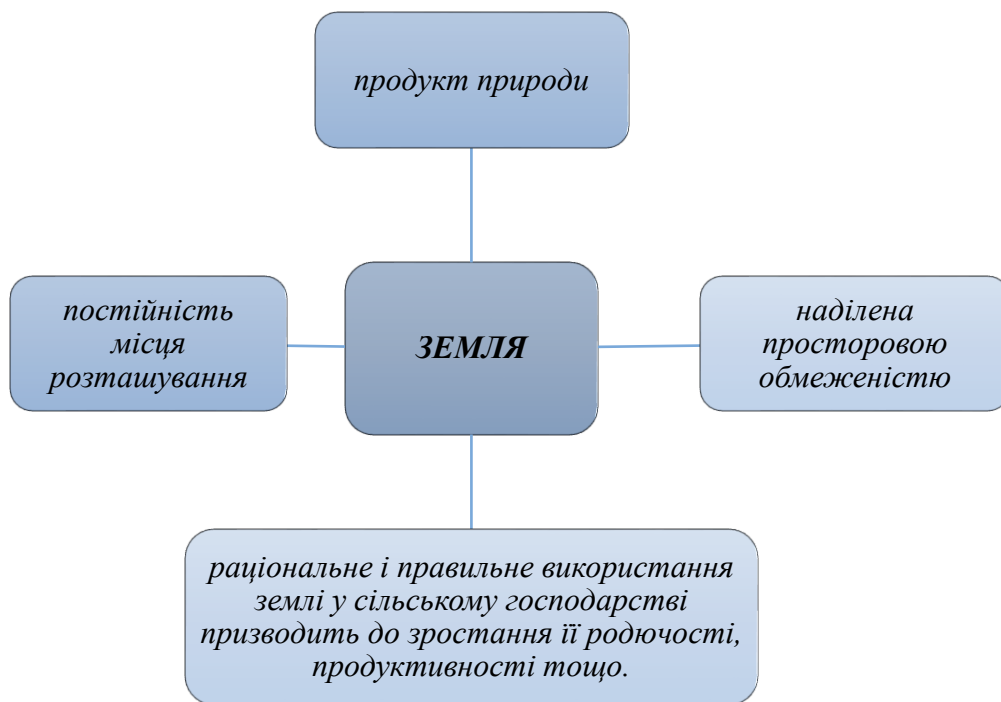 продукт природи
постійність
місця
розташування
ЗЕМЛЯ
наділена
просторовою
обмеженістю
раціональне і правильне використання
землі у сільському господарстві
призводить до зростання її родючості,
продуктивності тощо.